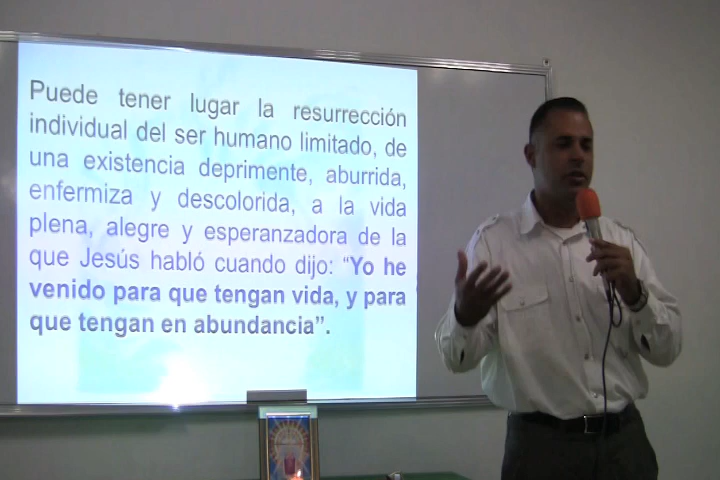 Puede tener lugar la resurrección
individual del ser humano limitado, de
una existencia deprimente, aburrida,
enfermiza y descolorida, a la vida
plena, alegre y esperanzadora de la
que Jesús habló cuando dijo: “Yo he
venido para que tengan vida, y para
que tengan en abundancia”.